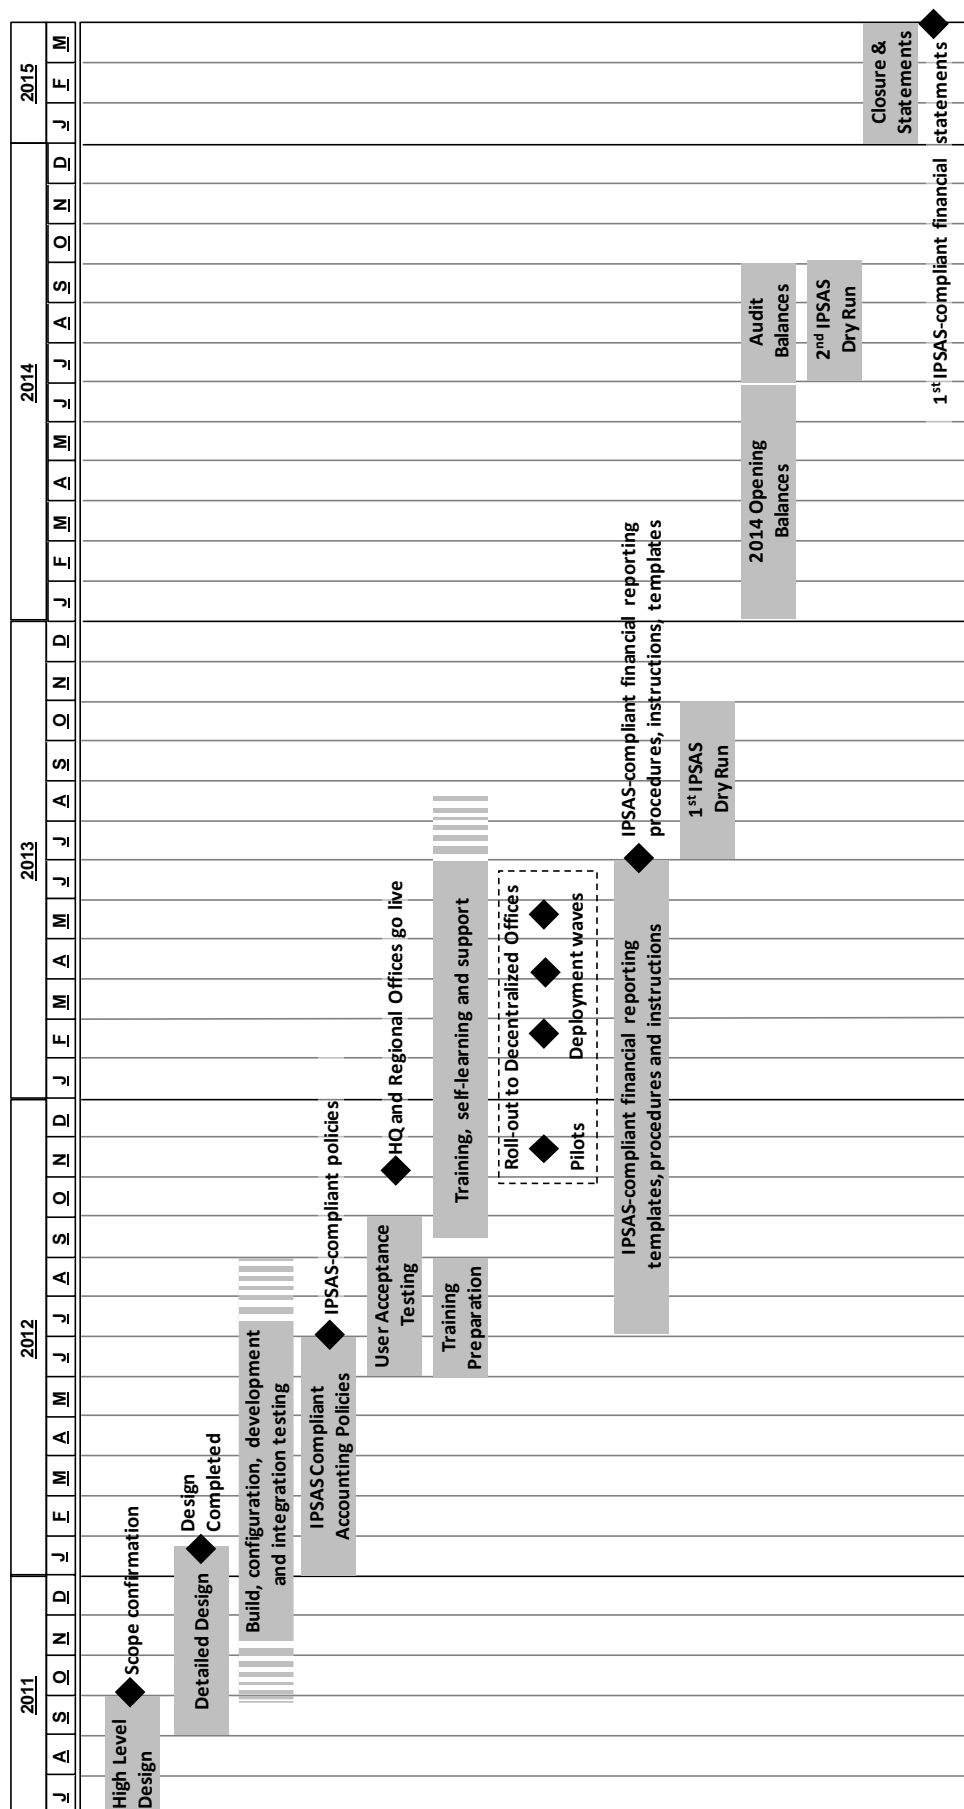 2011
2012
2013
2014
2015
J A S O N D J F M A M J J A S O N D J F M A M J J A S O N D J F M A M J J A S O N D J F M
High Level
Design
Scope confirmation
Detailed Design
Design
Completed
Build, configuration, development
and integration testing
IPSAS Compliant
Accounting Policies
IPSAS-compliant policies
User Acceptance
Testing
HQ and Regional Offices go live
Training
Preparation
Training, self-learning and support
Roll-out to Decentralized Offices
Pilots
Deployment waves
IPSAS-compliant financial reporting
templates, procedures and instructions
IPSAS-compliant financial reporting
procedures, instructions, templates
1st IPSAS
Dry Run
2014 Opening
Balances
Audit
Balances
2nd IPSAS
Dry Run
Closure &
Statements
1st IPSAS-compliant financial statements